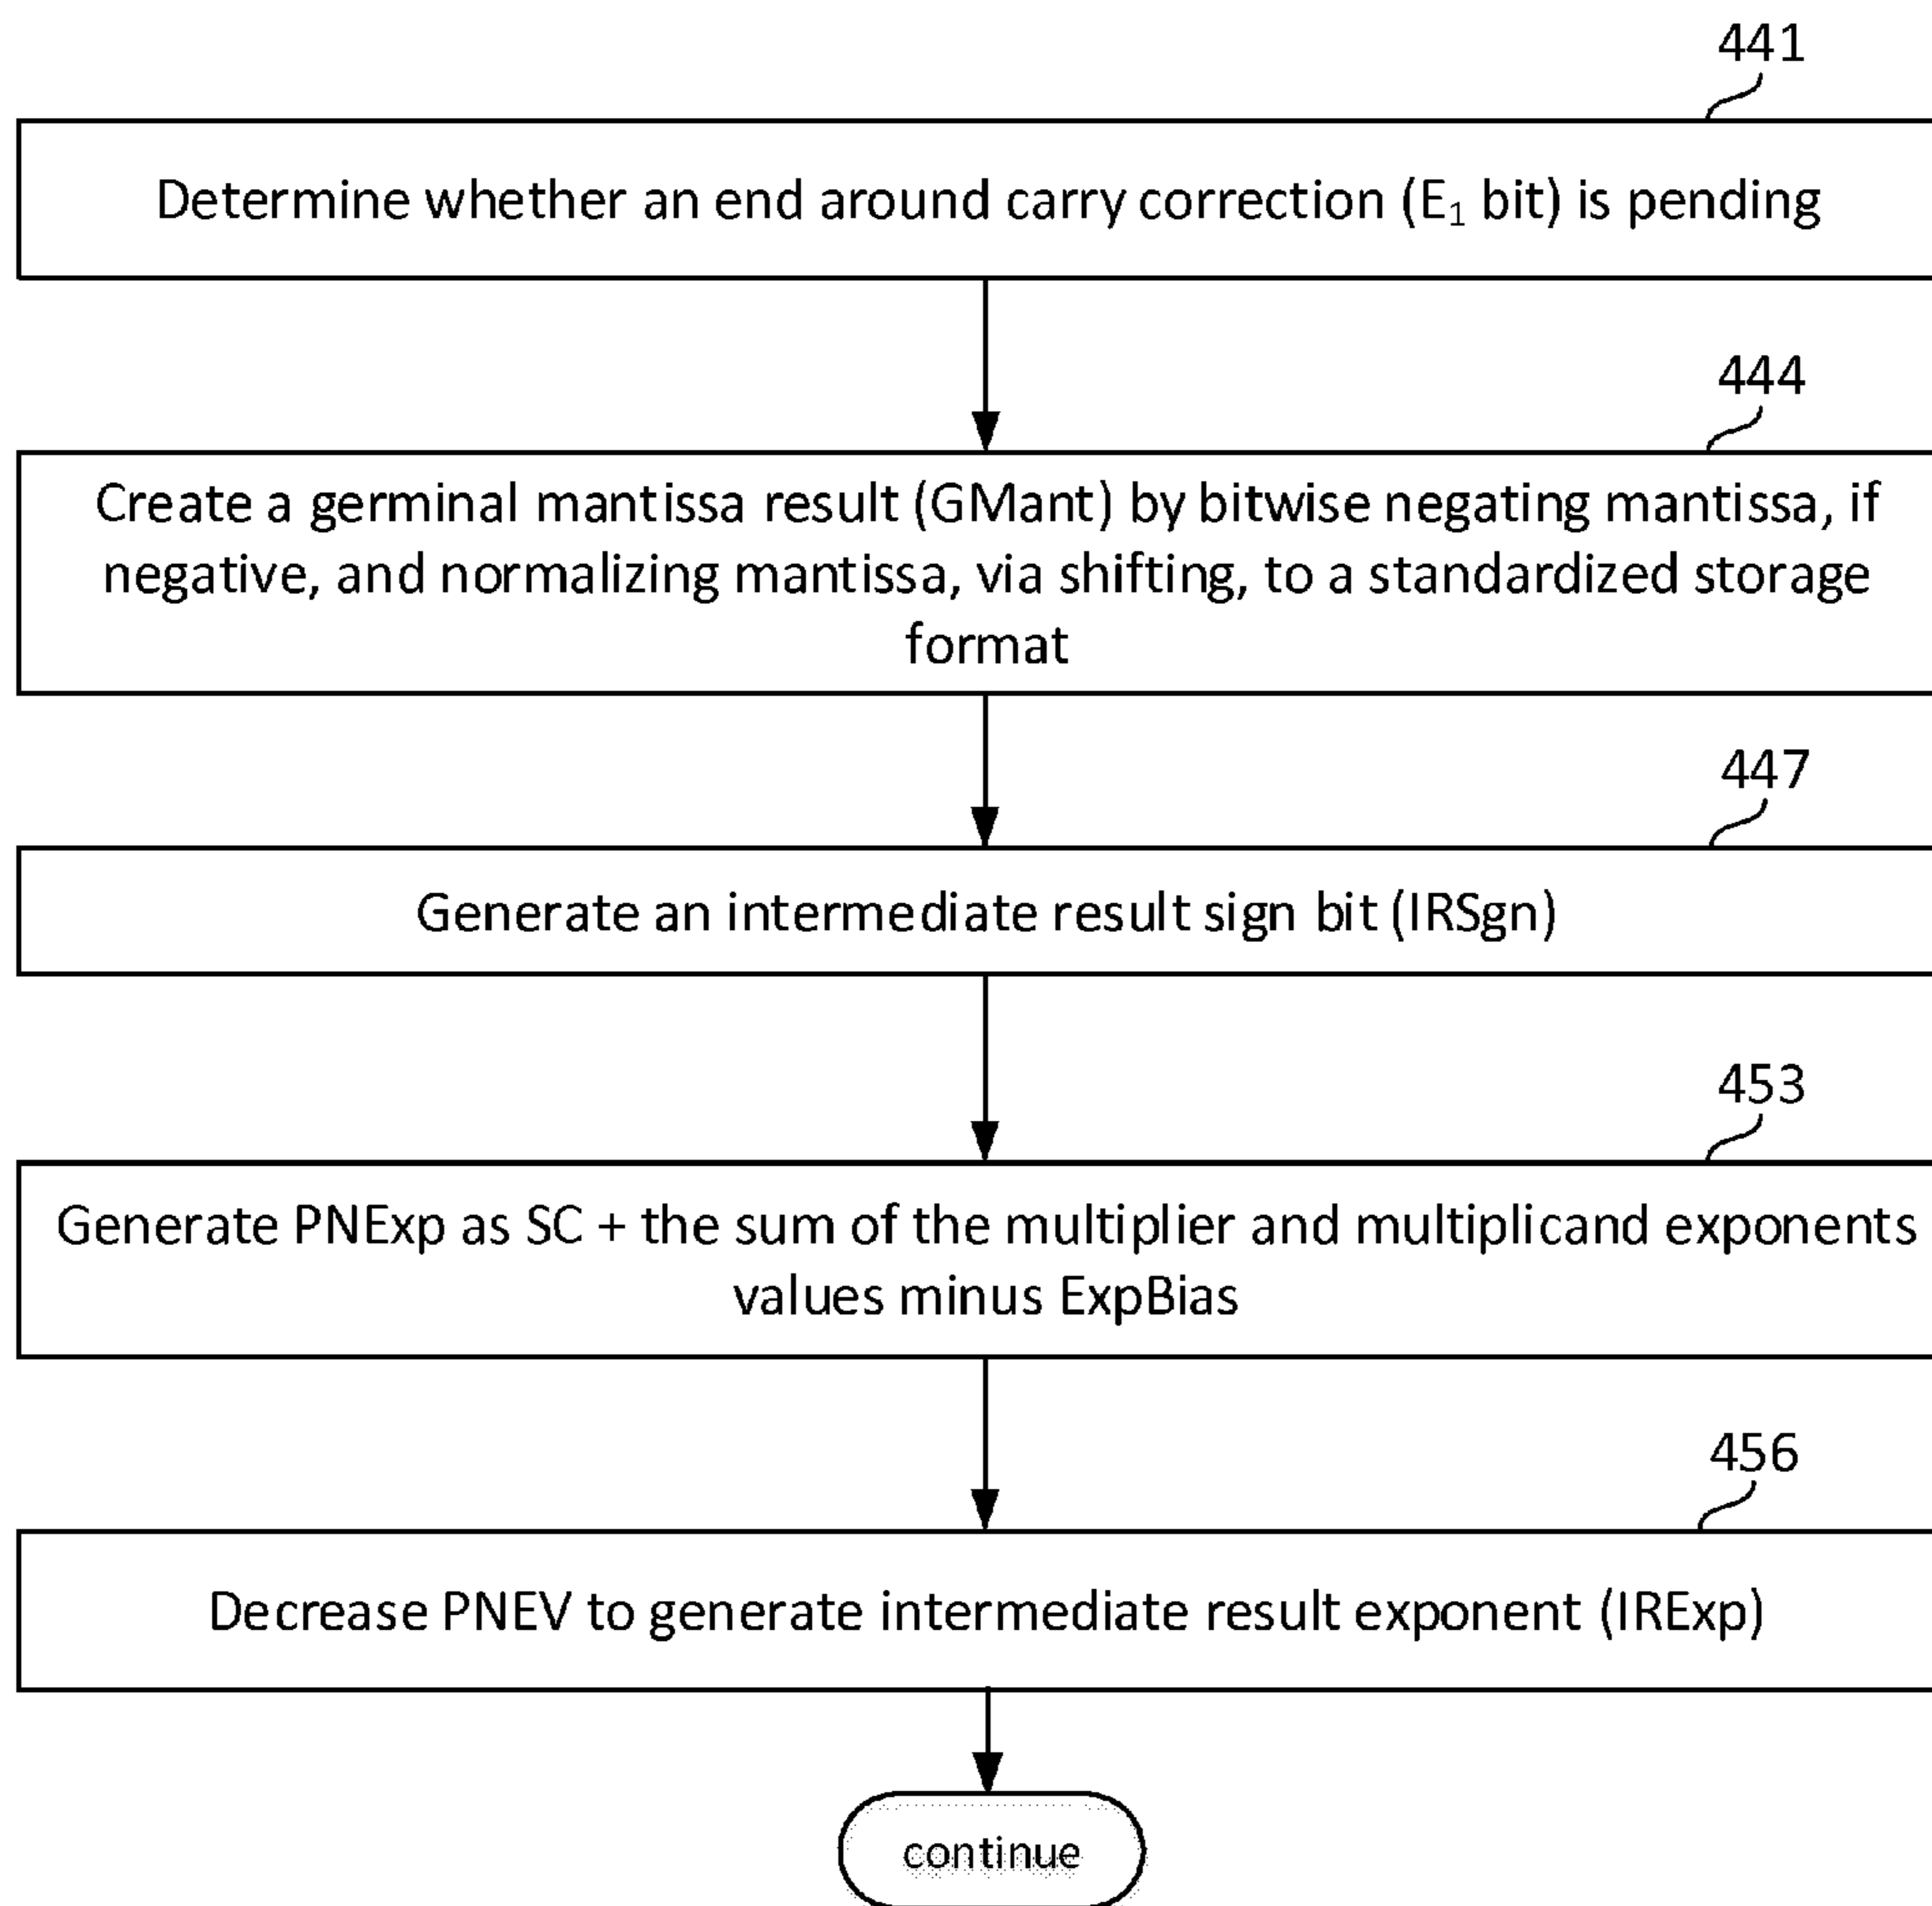 441
Determine whether an end around carry correction (E₁ bit) is pending
444
Create a germinal mantissa result (GMant) by bitwise negating mantissa, if
negative, and normalizing mantissa, via shifting, to a standardized storage
format
447
Generate an intermediate result sign bit (IRSgn)
453
Generate PNExp as SC + the sum of the multiplier and multiplicand exponents
values minus ExpBias
456
Decrease PNEV to generate intermediate result exponent (IRExp)
continue